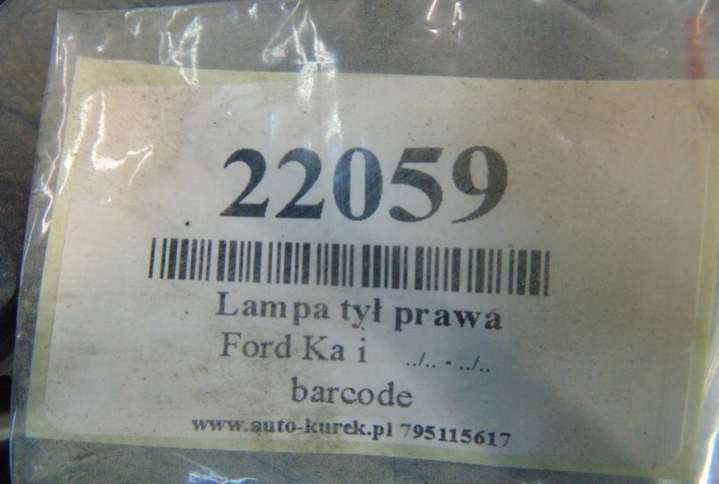 22059
Lampa tył prawa
Ford Ka i ../.. - ../..
barcode
www.auto-kurek.pl 795115617